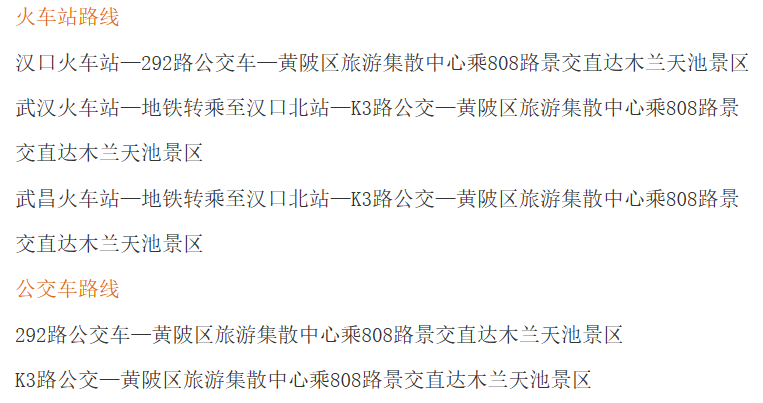 火车站路线
汉口火车站—292路公交车—黄陂区旅游集散中心乘808路景交直达木兰天池景区
武汉火车站—地铁转乘至汉口北站—K3路公交—黄陂区旅游集散中心乘808路景
交直达木兰天池景区
武昌火车站—地铁转乘至汉口北站—K3路公交—黄陂区旅游集散中心乘808路景
交直达木兰天池景区
公交车路线
292路公交车—黄陂区旅游集散中心乘808路景交直达木兰天池景区
K3路公交—黄陂区旅游集散中心乘808路景交直达木兰天池景区